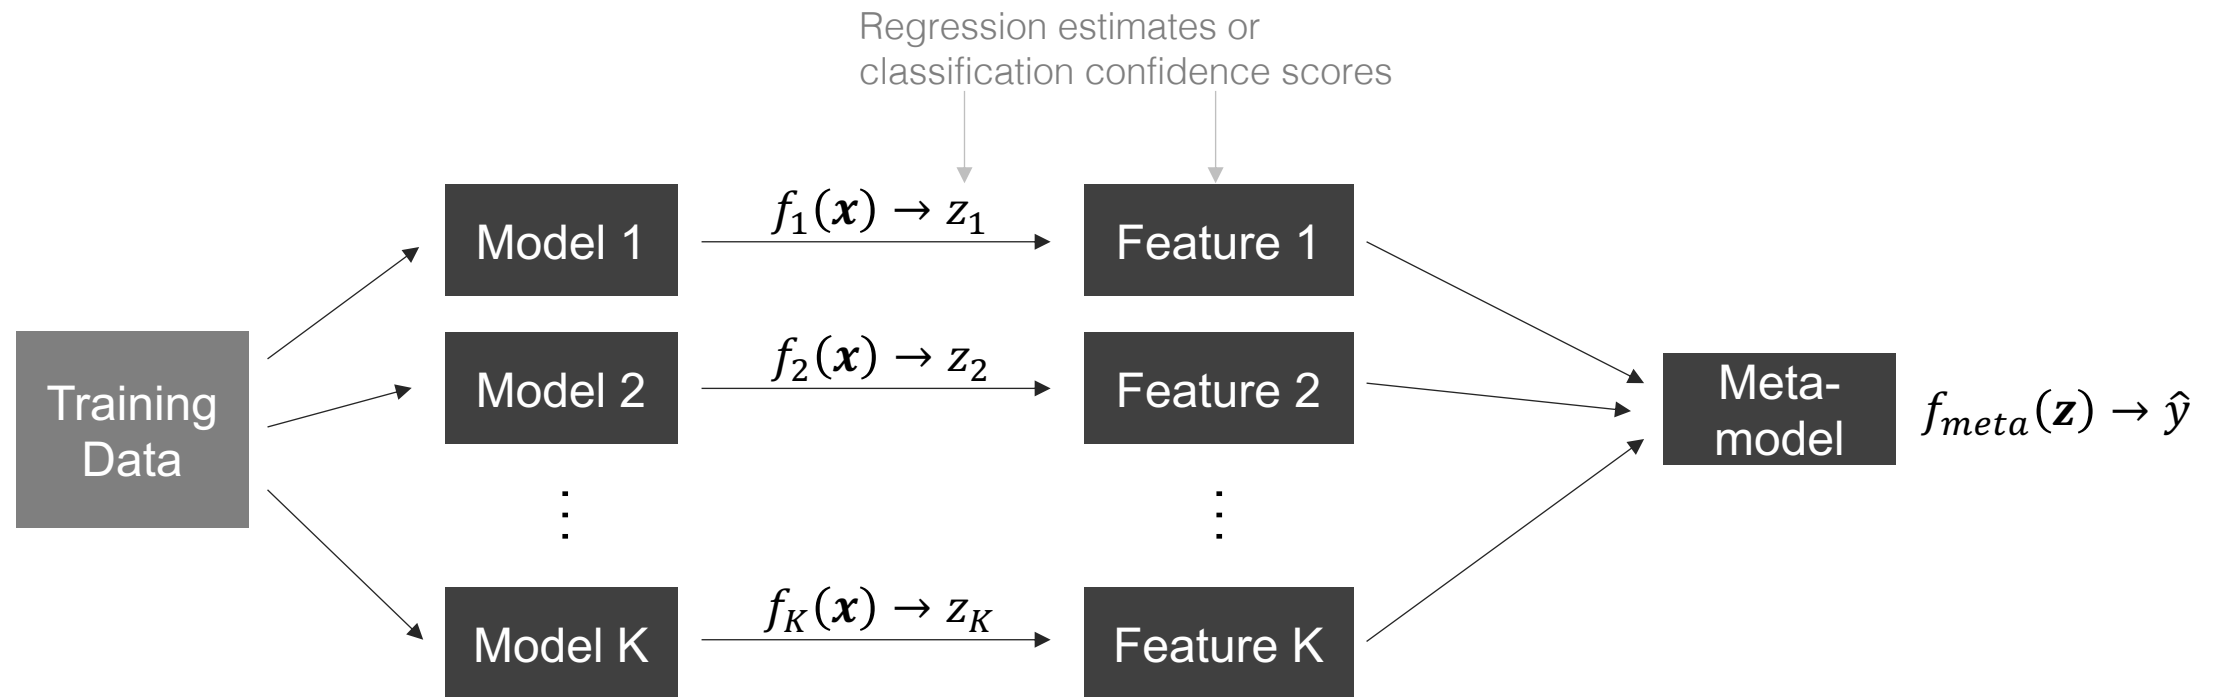 Regression estimates or
classification confidence scores
Model 1
f₁(x) → z₁
Feature 1
Model 2
f₂(x) → z₂
Feature 2
Training
Data
Meta-
model
f_meta(z) → ŷ
⋮
⋮
Model K
f_K(x) → z_K
Feature K